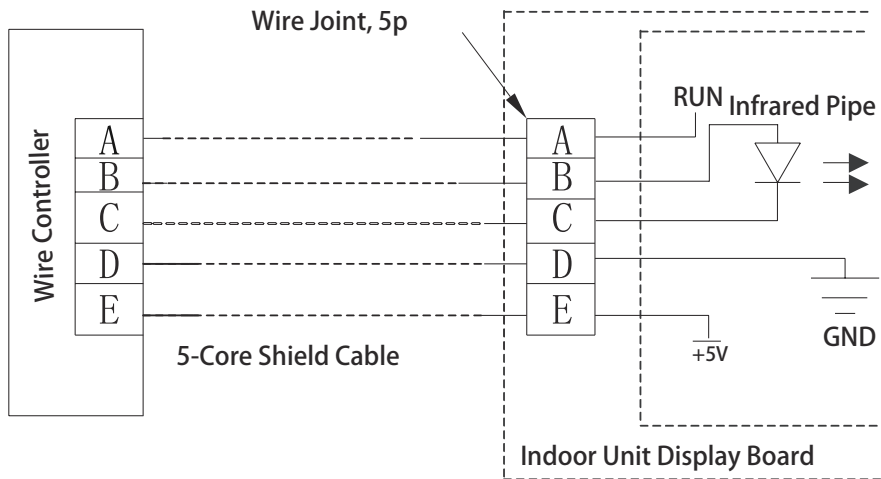 Wire Joint, 5p
RUN Infrared Pipe
Wire Controller
A
B
C
D
E
A
B
C
D
E
5-Core Shield Cable
+5V
GND
Indoor Unit Display Board